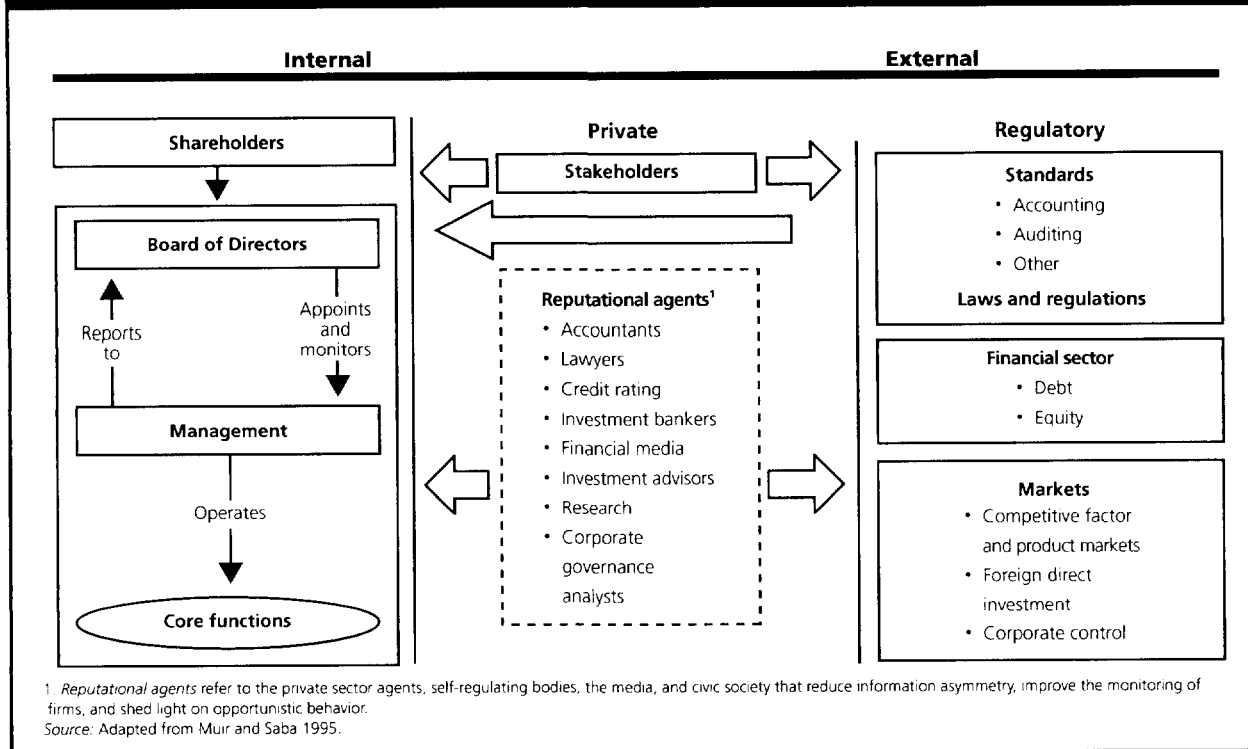 Internal
External
Shareholders
Board of Directors
Reports
to
Appoints
and
monitors
Management
Operates
Core functions
Private
Stakeholders
Reputational agents¹
• Accountants
• Lawyers
• Credit rating
• Investment bankers
• Financial media
• Investment advisors
• Research
• Corporate
governance
analysts
Regulatory
Standards
• Accounting
• Auditing
• Other
Laws and regulations
Financial sector
• Debt
• Equity
Markets
• Competitive factor
and product markets
• Foreign direct
investment
• Corporate control
1. Reputational agents refer to the private sector agents, self-regulating bodies, the media, and civic society that reduce information asymmetry, improve the monitoring of
firms, and shed light on opportunistic behavior.
Source: Adapted from Muir and Saba 1995.